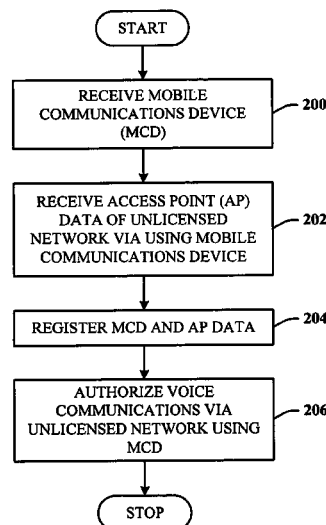 START
RECEIVE MOBILE
COMMUNICATIONS DEVICE
(MCD)
200
RECEIVE ACCESS POINT (AP)
DATA OF UNLICENSED
NETWORK VIA USING MOBILE
COMMUNICATIONS DEVICE
202
REGISTER MCD AND AP DATA
204
AUTHORIZE VOICE
COMMUNICATIONS VIA
UNLICENSED NETWORK USING
MCD
206
STOP